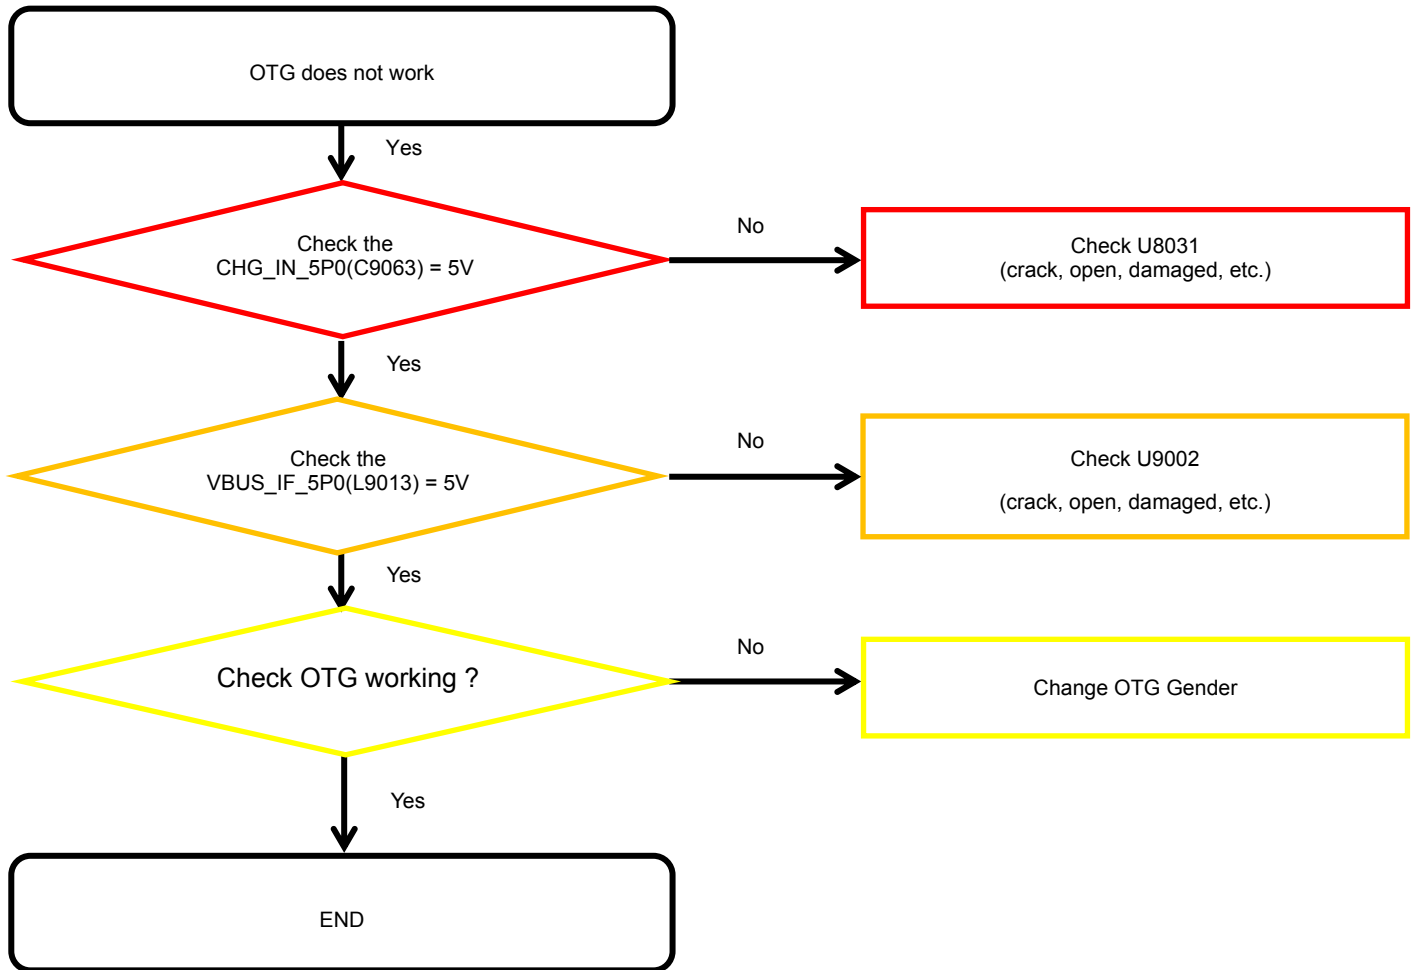 OTG does not work
Yes
Check the
CHG_IN_5P0(C9063) = 5V
No
Check U8031
(crack, open, damaged, etc.)
Yes
Check the
VBUS_IF_5P0(L9013) = 5V
No
Check U9002
(crack, open, damaged, etc.)
Yes
Check OTG working ?
No
Change OTG Gender
Yes
END